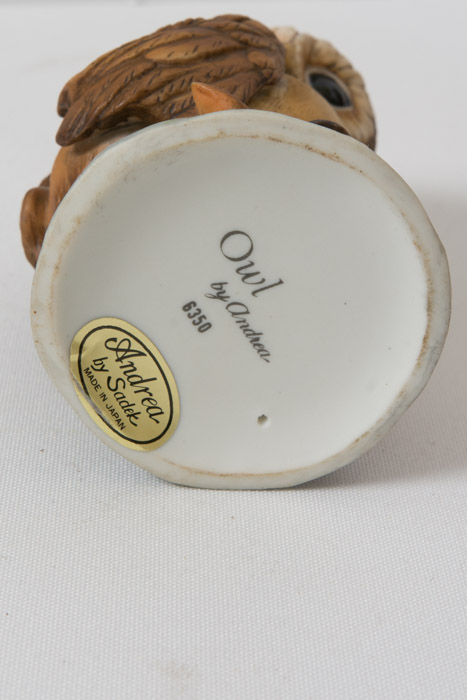 Owl
by Andrea
6350
Andrea
by Sadek
MADE IN JAPAN